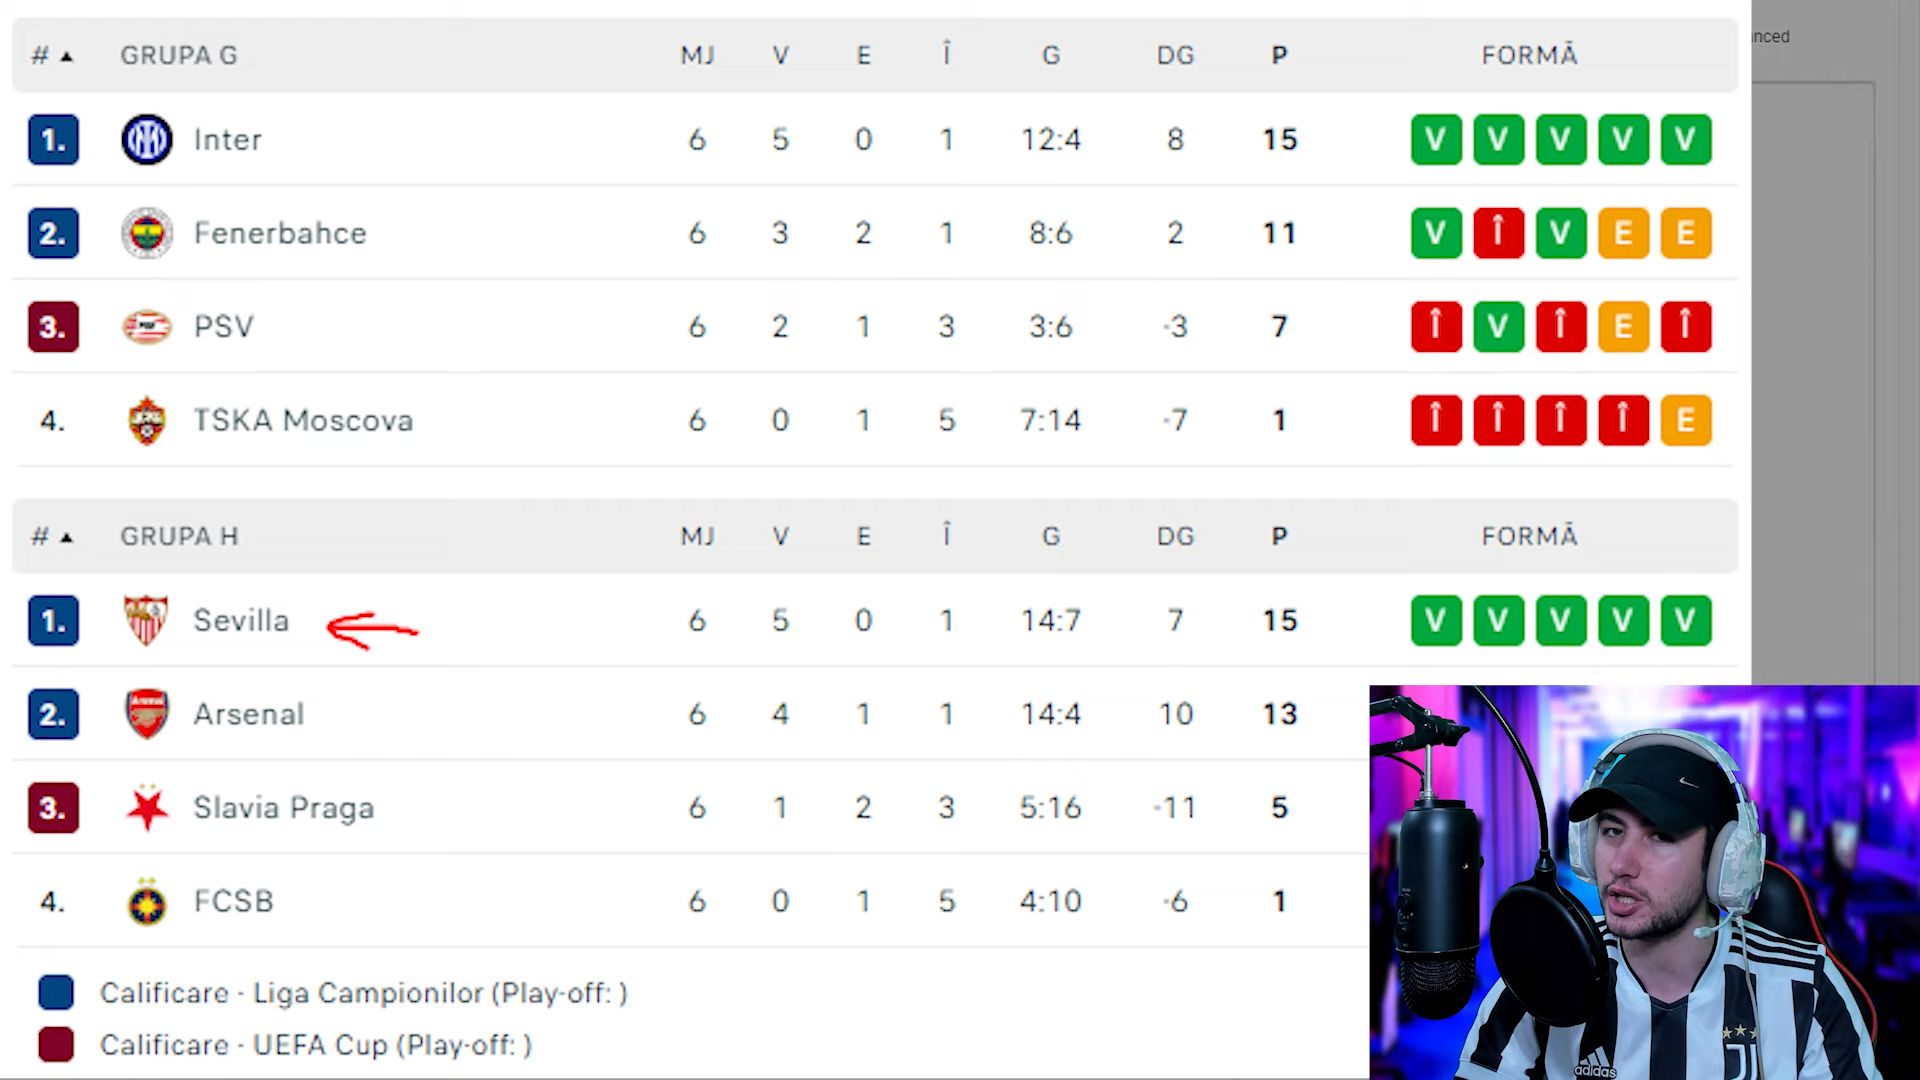 # ▲ GRUPA G MJ V E Î G DG P FORMĂ
nced
1. Inter 6 5 0 1 12:4 8 15 V V V V V
2. Fenerbahce 6 3 2 1 8:6 2 11 V Î V E E
3. PSV 6 2 1 3 3:6 -3 7 Î V Î E Î
4. TSKA Moscova 6 0 1 5 7:14 -7 1 Î Î Î Î E
# ▲ GRUPA H MJ V E Î G DG P FORMĂ
1. Sevilla 6 5 0 1 14:7 7 15 V V V V V
2. Arsenal 6 4 1 1 14:4 10 13
3. Slavia Praga 6 1 2 3 5:16 -11 5
4. FCSB 6 0 1 5 4:10 -6 1
Calificare - Liga Campionilor (Play-off: )
Calificare - UEFA Cup (Play-off: )
adidas